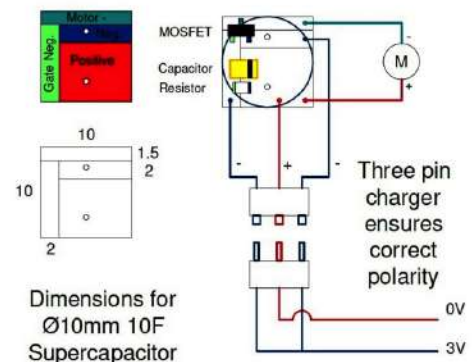 Motor -
Neg.
Gate Neg.
Positive
MOSFET
Capacitor
Resistor
-
M
+
10
1.5
2
10
2
-
+
-
Three pin
charger
ensures
correct
polarity
Dimensions for
Ø10mm 10F
Supercapacitor
0V
3V